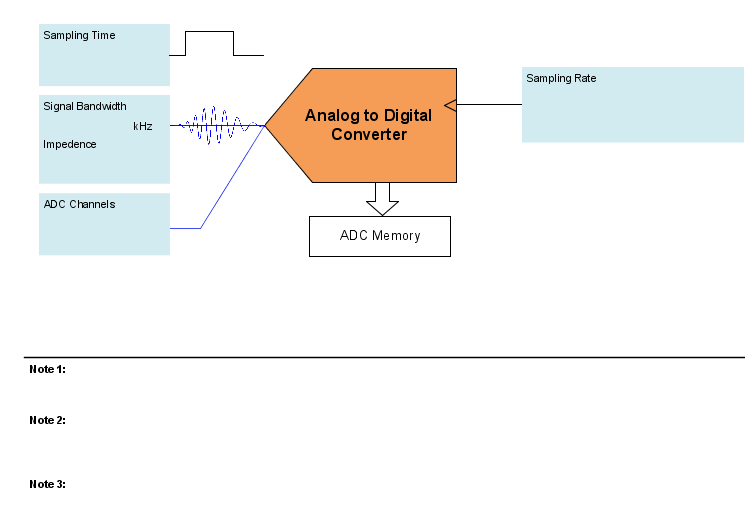 Sampling Time
Signal Bandwidth
kHz
Impedence
ADC Channels
Analog to Digital
Converter
Sampling Rate
ADC Memory
Note 1:
Note 2:
Note 3: